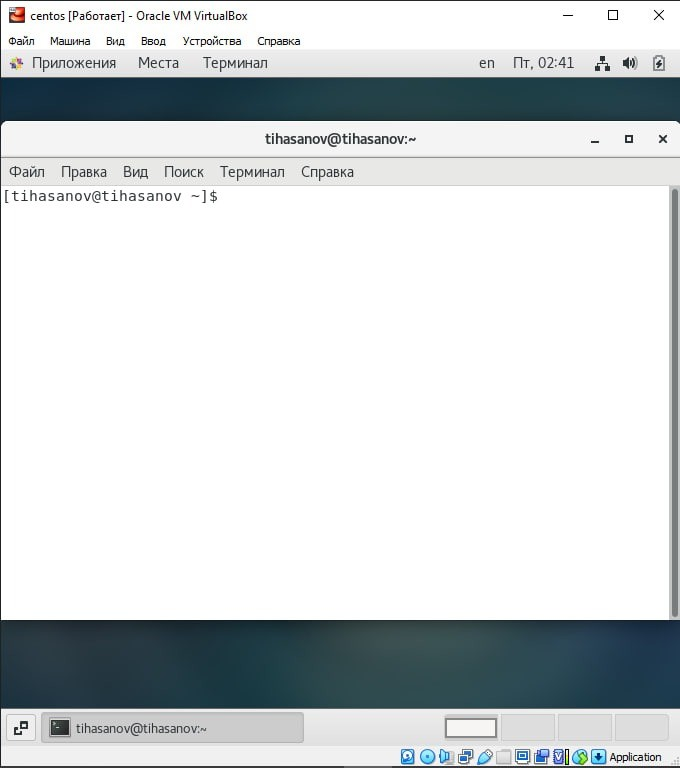 centos [Работает] - Oracle VM VirtualBox
Файл Машина Вид Ввод Устройства Справка
Приложения Места Терминал en Пт, 02:41
tihasanov@tihasanov:~
Файл Правка Вид Поиск Терминал Справка
[tihasanov@tihasanov ~]$
tihasanov@tihasanov:~
Application